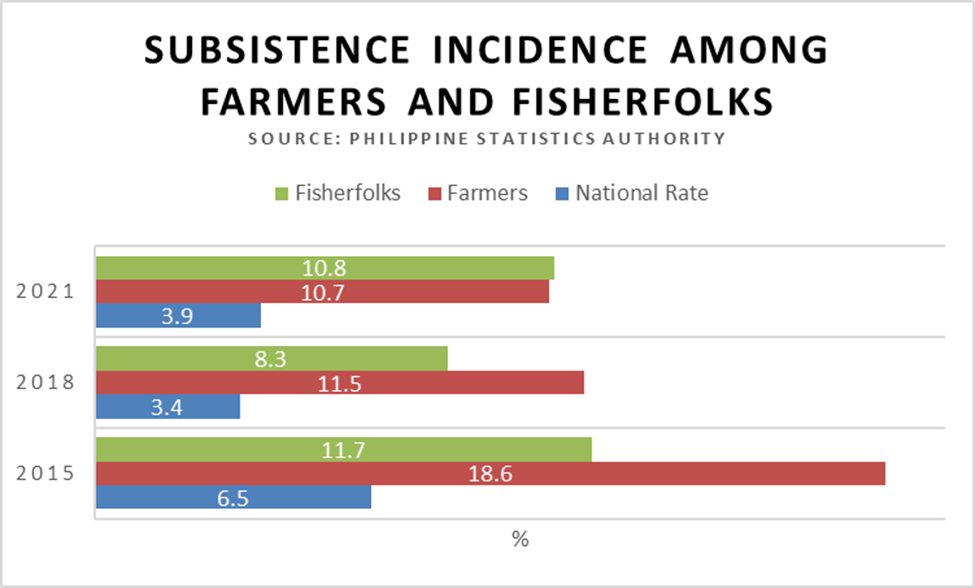 SUBSISTENCE INCIDENCE AMONG
FARMERS AND FISHERFOLKS
SOURCE: PHILIPPINE STATISTICS AUTHORITY
Fisherfolks Farmers National Rate
10.8
2021 10.7
3.9
8.3
2018 11.5
3.4
11.7
2015 18.6
6.5
%